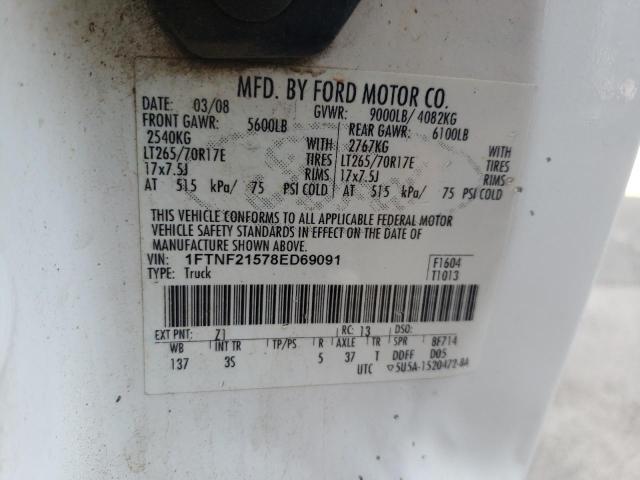 MFD. BY FORD MOTOR CO.
DATE: 03/08 GVWR: 9000LB/ 4082KG
FRONT GAWR: 5600LB REAR GAWR: 6100LB
2540KG WITH 2767KG WITH
LT265/70R17E TIRES LT265/70R17E TIRES
17x7.5J RIMS 17x7.5J RIMS
AT 515 kPa/ 75 PSI COLD AT 515 kPa/ 75 PSI COLD
THIS VEHICLE CONFORMS TO ALL APPLICABLE FEDERAL MOTOR
VEHICLE SAFETY STANDARDS IN EFFECT ON THE DATE OF
MANUFACTURE SHOWN ABOVE.
VIN: 1FTNF21578ED69091 F1604
TYPE: Truck T1013
EXT PNT: Z1 RC: 13 DSO:
WB INT TR TP/PS R AXLE TR SPR 8F714
137 3S 5 37 T DDFF D05
UTC ▽5U5A-1520472-BA